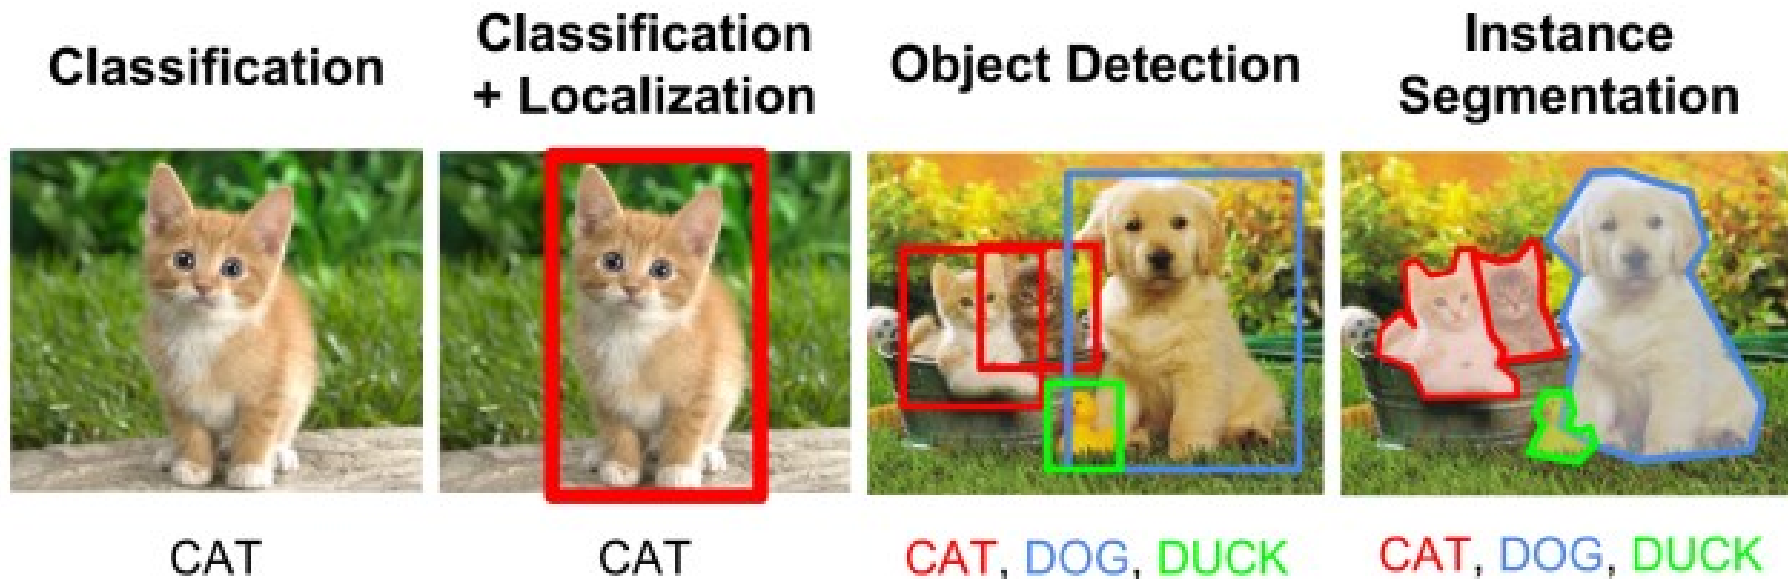 Classification
Classification
+ Localization
Object Detection
Instance
Segmentation
CAT
CAT
CAT, DOG, DUCK
CAT, DOG, DUCK